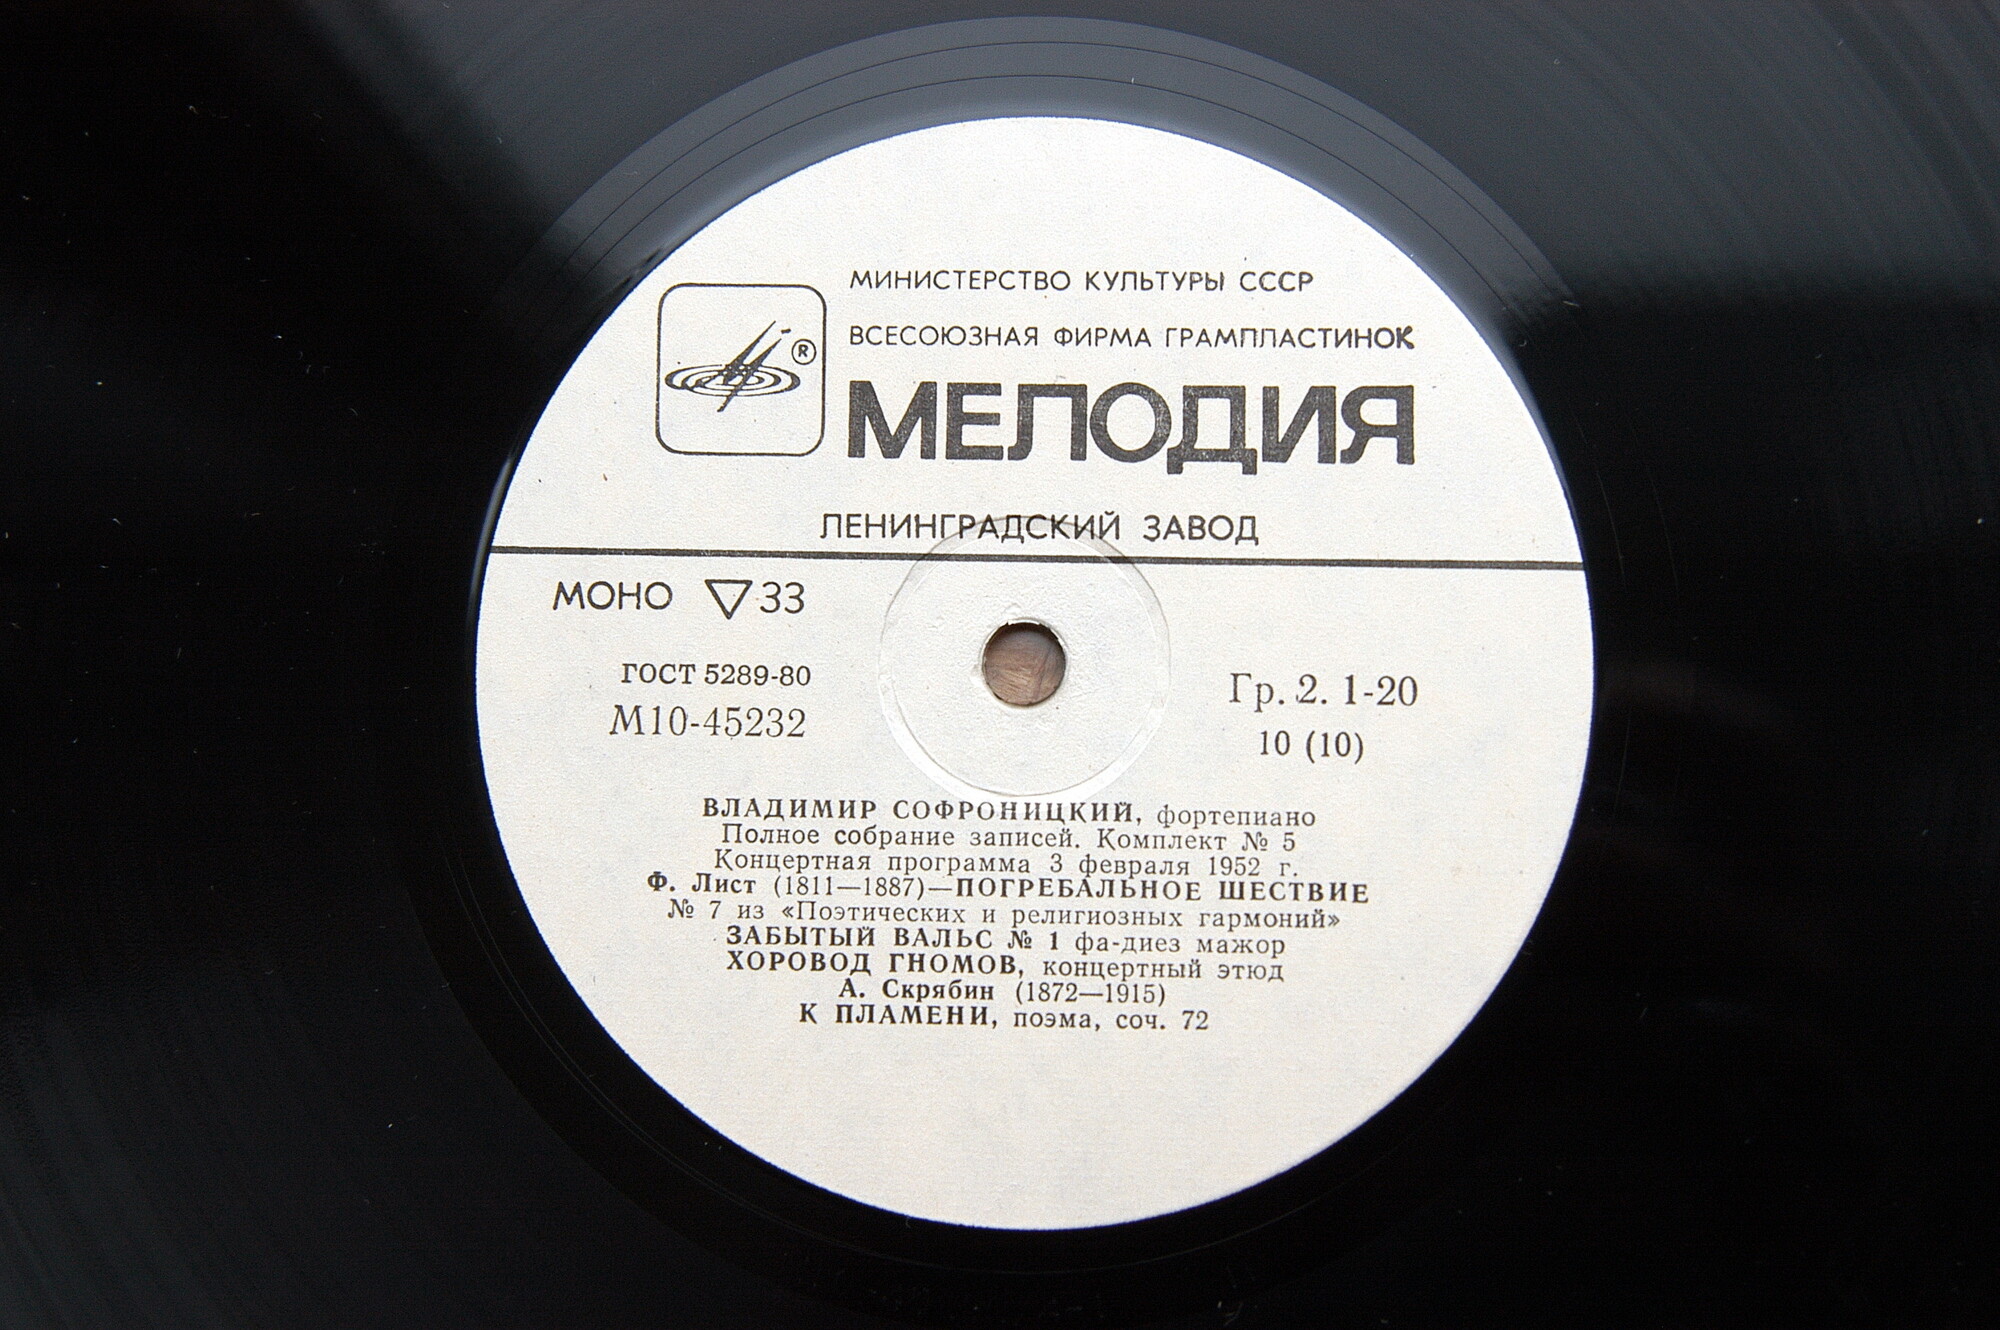 МИНИСТЕРСТВО КУЛЬТУРЫ СССР
ВСЕСОЮЗНАЯ ФИРМА ГРАМПЛАСТИНОК
®
МЕЛОДИЯ
ЛЕНИНГРАДСКИЙ ЗАВОД
МОНО ▽33
ГОСТ 5289-80
М10-45232
Гр. 2. 1-20
10 (10)
ВЛАДИМИР СОФРОНИЦКИЙ, фортепиано
Полное собрание записей. Комплект № 5
Концертная программа 3 февраля 1952 г.
Ф. Лист (1811—1887)—ПОГРЕБАЛЬНОЕ ШЕСТВИЕ
№ 7 из «Поэтических и религиозных гармоний»
ЗАБЫТЫЙ ВАЛЬС № 1 фа-диез мажор
ХОРОВОД ГНОМОВ, концертный этюд
А. Скрябин (1872—1915)
К ПЛАМЕНИ, поэма, соч. 72